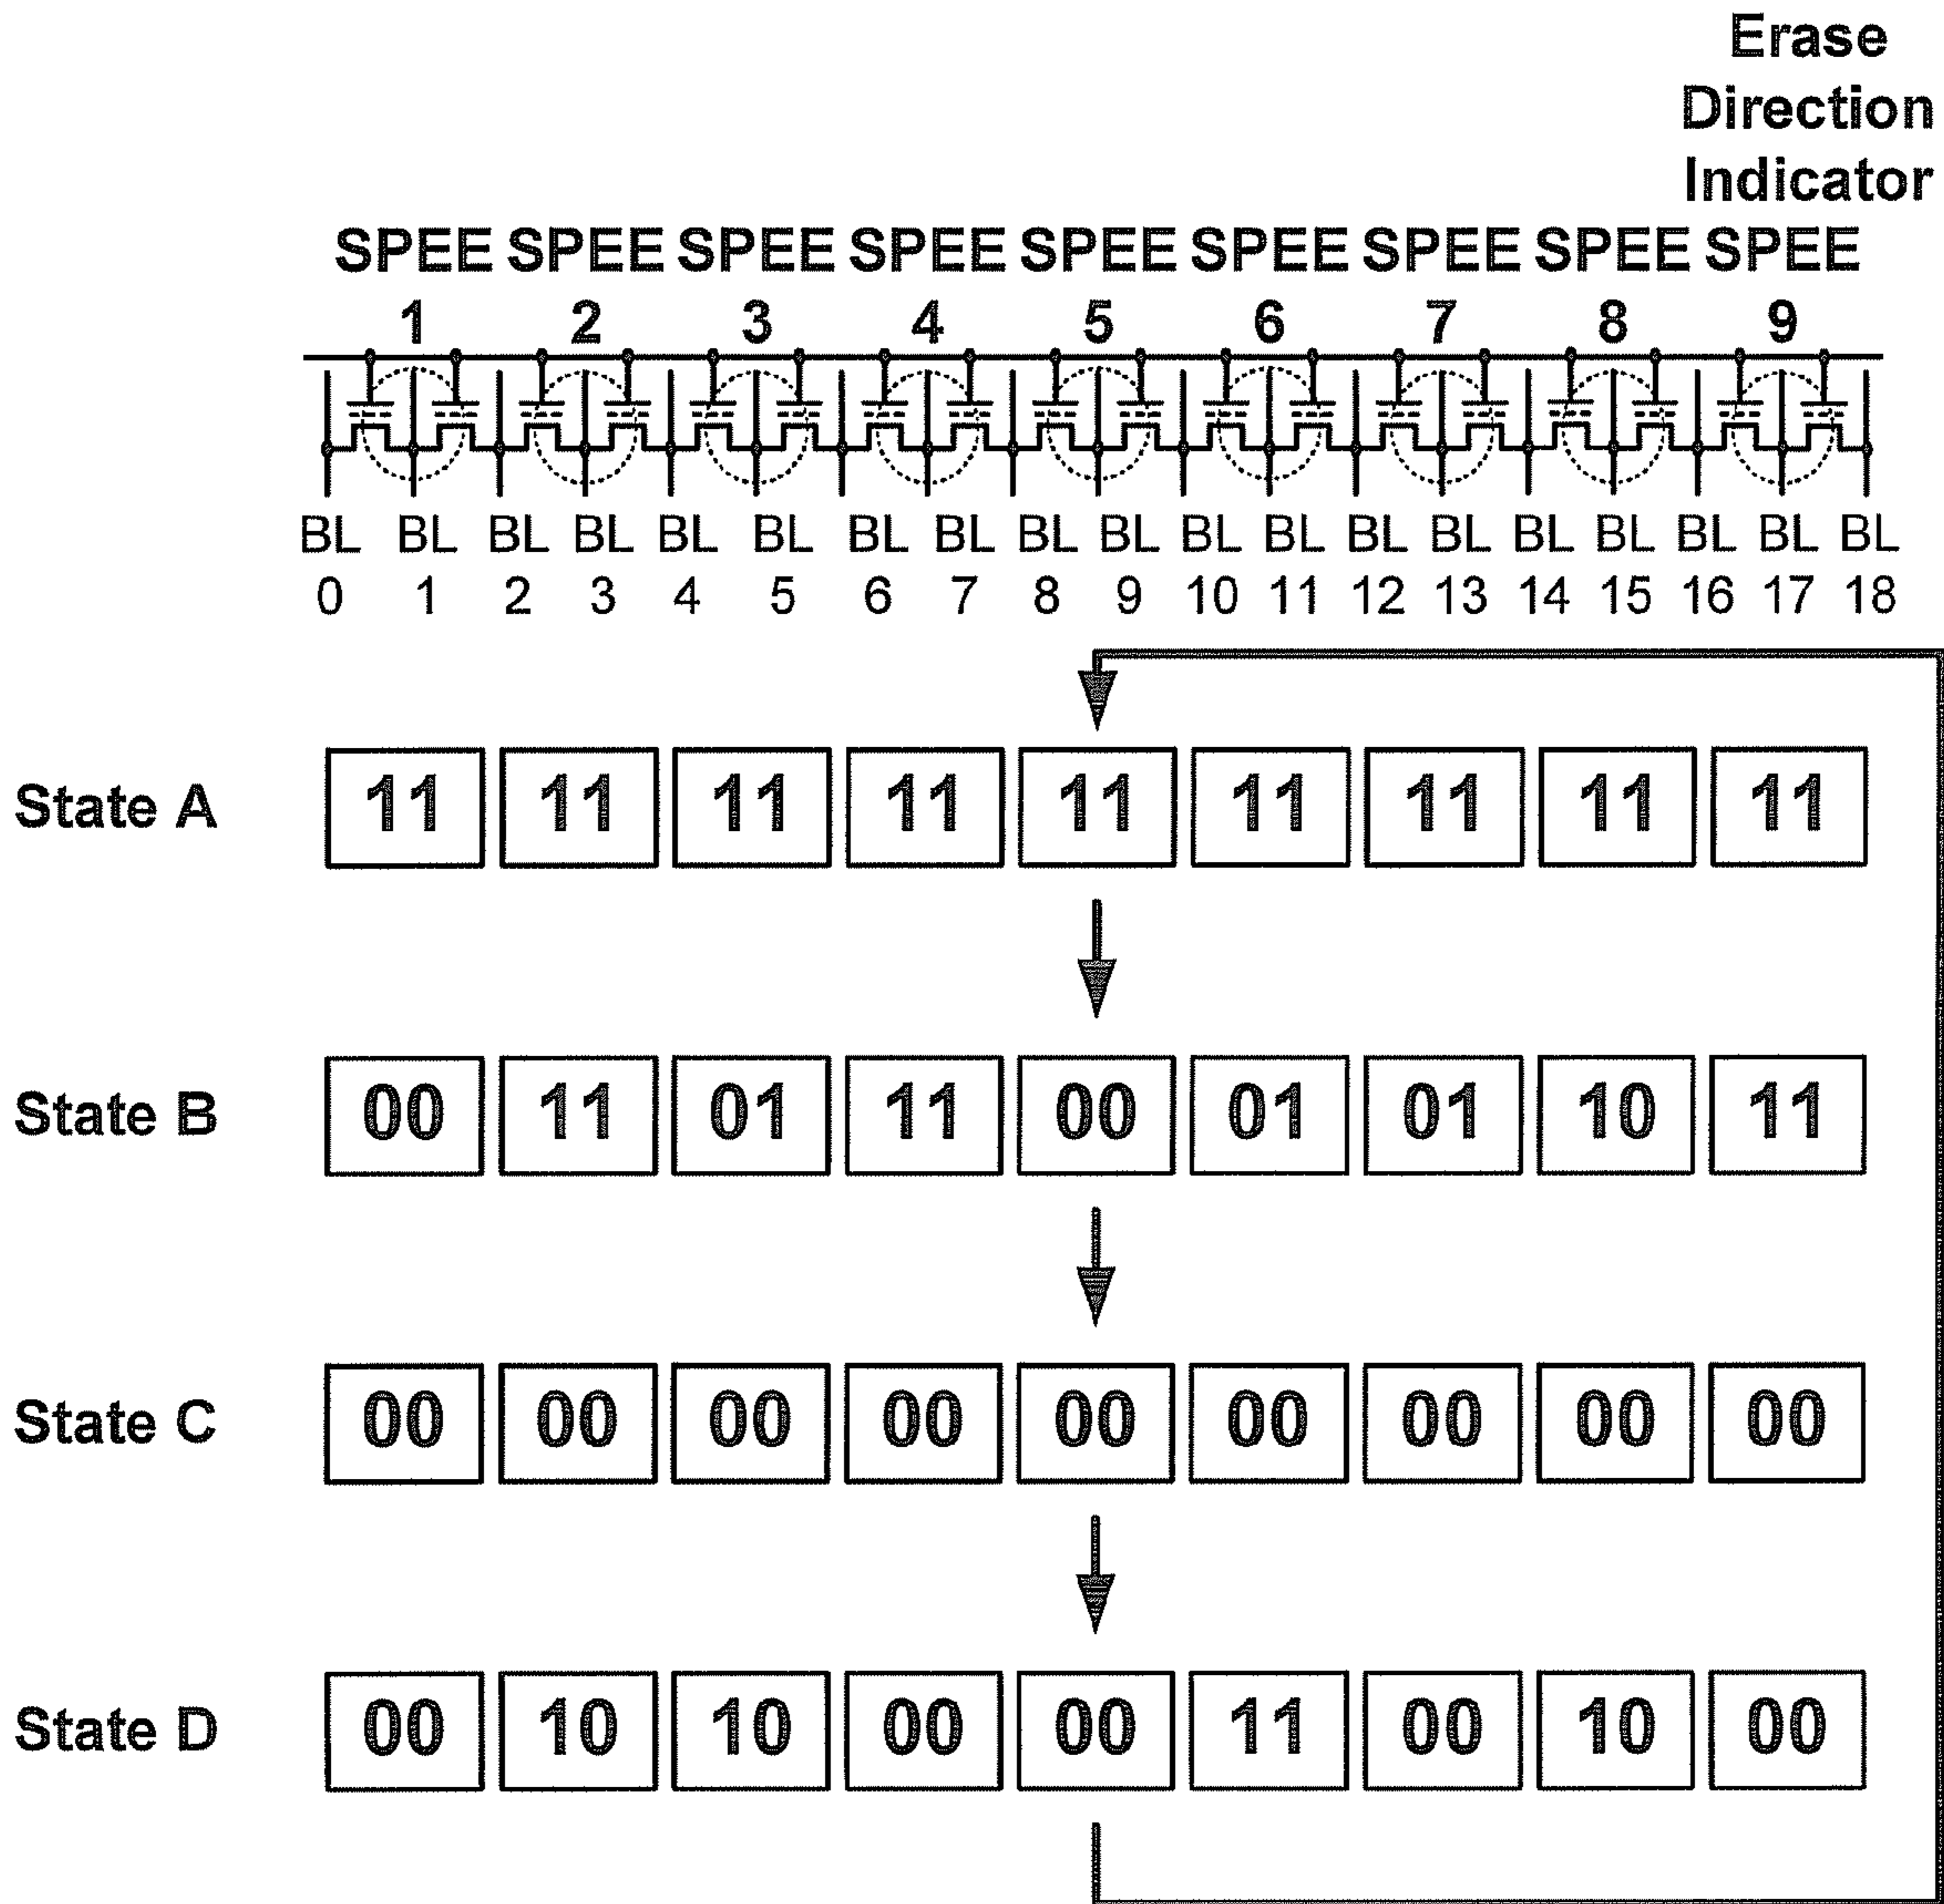 Erase
Direction
Indicator
SPEE SPEE SPEE SPEE SPEE SPEE SPEE SPEE SPEE
1 2 3 4 5 6 7 8 9
BL BL BL BL BL BL BL BL BL BL BL BL BL BL BL BL BL BL BL
0 1 2 3 4 5 6 7 8 9 10 11 12 13 14 15 16 17 18
State A 11 11 11 11 11 11 11 11 11
State B 00 11 01 11 00 01 01 10 11
State C 00 00 00 00 00 00 00 00 00
State D 00 10 10 00 00 11 00 10 00